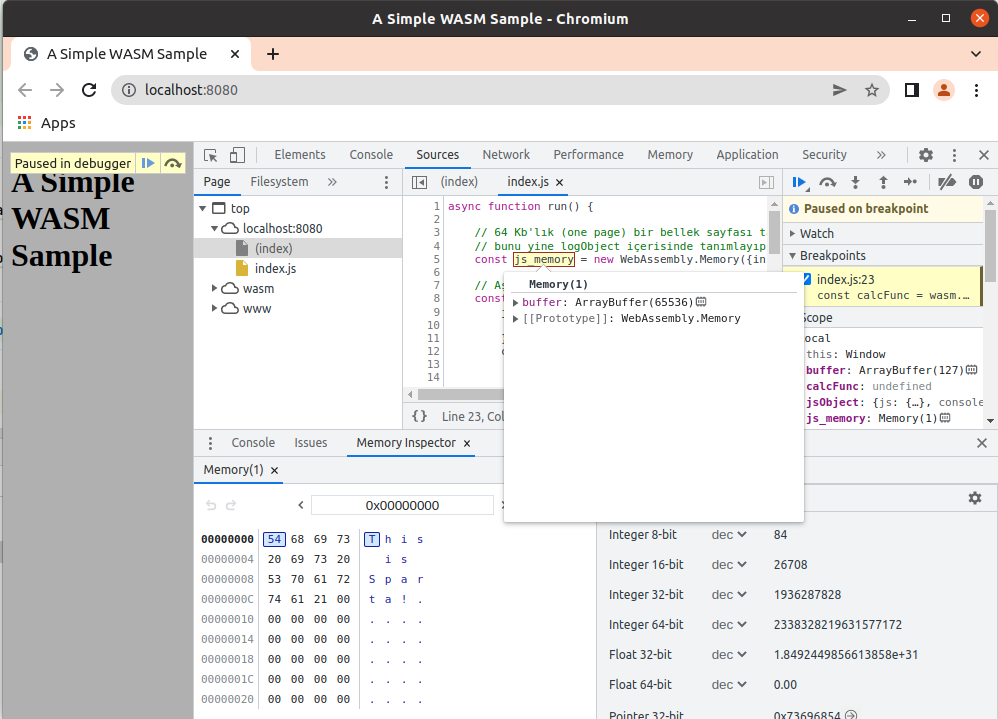 A Simple WASM Sample - Chromium
A Simple WASM Sample
localhost:8080
Apps
Paused in debugger
A Simple
WASM
Sample
Elements Console Sources Network Performance Memory Application Security »
Page Filesystem »
top
localhost:8080
(index)
index.js
wasm
www
(index) index.js
1 async function run() {
2
3 // 64 Kb'lık (one page) bir bellek sayfası t
4 // bunu yine logObject içerisinde tanımlayıp
5 const js_memory = new WebAssembly.Memory({in
6
7 // As
8 const
9
10
11
12
13
14
{ } Line 23, Col
Memory(1)
buffer: ArrayBuffer(65536)
[[Prototype]]: WebAssembly.Memory
Paused on breakpoint
Watch
Breakpoints
index.js:23
const calcFunc = wasm.…
Scope
ocal
this: Window
buffer: ArrayBuffer(127)
calcFunc: undefined
jsObject: {js: {…}, console
js_memory: Memory(1)
Console Issues Memory Inspector
Memory(1)
0x00000000
00000000 54 68 69 73 T h i s
00000004 20 69 73 20 i s
00000008 53 70 61 72 S p a r
0000000C 74 61 21 00 t a ! .
00000010 00 00 00 00 . . . .
00000014 00 00 00 00 . . . .
00000018 00 00 00 00 . . . .
0000001C 00 00 00 00 . . . .
00000020 00 00 00 00 . . . .
Integer 8-bit dec 84
Integer 16-bit dec 26708
Integer 32-bit dec 1936287828
Integer 64-bit dec 2338328219631577172
Float 32-bit dec 1.8492449856613858e+31
Float 64-bit dec 0.00
Pointer 32-bit 0x73696854